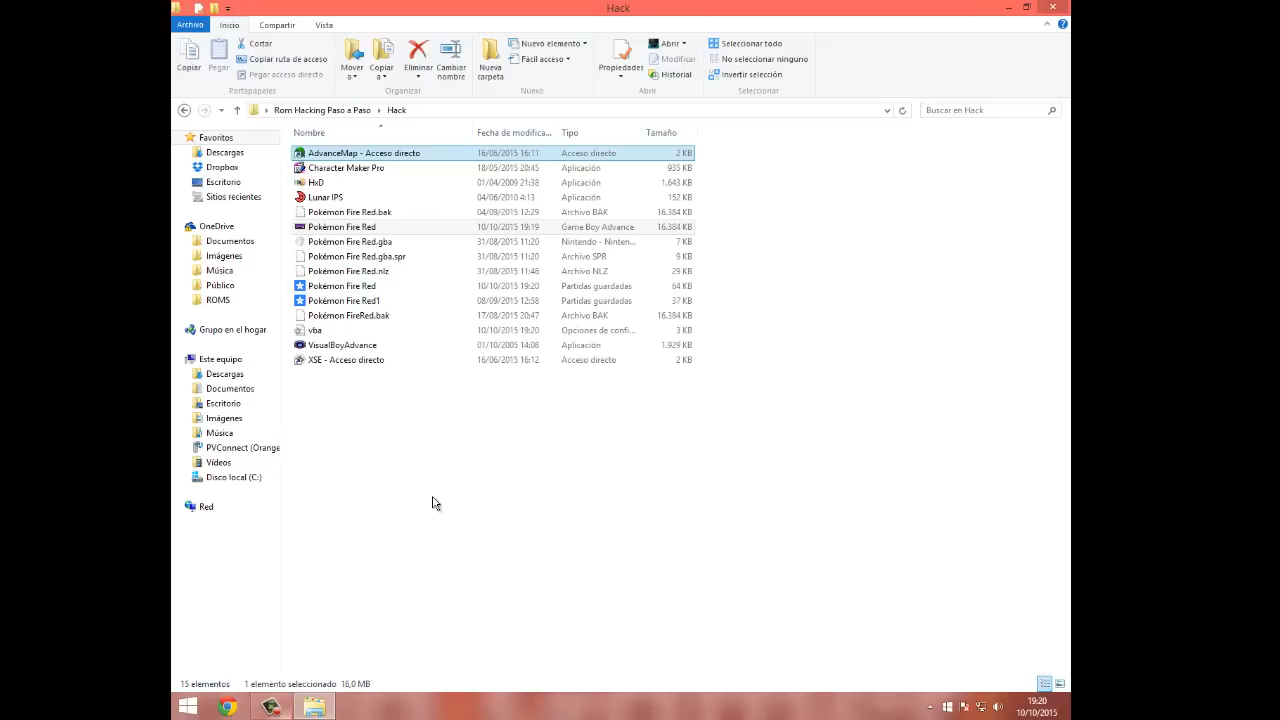 Hack
Archivo Inicio Compartir Vista
Copiar
Pegar
Cortar
Copiar ruta de acceso
Pegar acceso directo
Portapapeles
Mover a
Copiar a
Eliminar
Cambiar nombre
Organizar
Nueva carpeta
Nuevo elemento
Fácil acceso
Nuevo
Propiedades
Abrir
Modificar
Historial
Abrir
Seleccionar todo
No seleccionar ninguno
Invertir selección
Seleccionar
Rom Hacking Paso a Paso Hack
Buscar en Hack
Favoritos
Descargas
Dropbox
Escritorio
Sitios recientes
OneDrive
Documentos
Imágenes
Música
Público
ROMS
Grupo en el hogar
Este equipo
Descargas
Documentos
Escritorio
Imágenes
Música
PVConnect (Orange
Vídeos
Disco local (C:)
Red
Nombre Fecha de modifica... Tipo Tamaño
AdvanceMap - Acceso directo 16/06/2015 16:11 Acceso directo 2 KB
Character Maker Pro 18/05/2015 20:45 Aplicación 935 KB
HxD 01/04/2009 21:38 Aplicación 1.643 KB
Lunar IPS 04/06/2010 4:13 Aplicación 152 KB
Pokémon Fire Red.bak 04/09/2015 12:29 Archivo BAK 16.384 KB
Pokémon Fire Red 10/10/2015 19:19 Game Boy Advance 16.384 KB
Pokémon Fire Red.gba 31/08/2015 11:20 Nintendo - Ninten... 7 KB
Pokémon Fire Red.gba.spr 31/08/2015 11:20 Archivo SPR 9 KB
Pokémon Fire Red.nlz 31/08/2015 11:46 Archivo NLZ 29 KB
Pokémon Fire Red 10/10/2015 19:20 Partidas guardadas 64 KB
Pokémon Fire Red1 08/09/2015 12:58 Partidas guardadas 37 KB
Pokémon FireRed.bak 17/08/2015 20:47 Archivo BAK 16.384 KB
vba 10/10/2015 19:20 Opciones de confi... 3 KB
VisualBoyAdvance 01/10/2005 14:08 Aplicación 1.929 KB
XSE - Acceso directo 16/06/2015 16:12 Acceso directo 2 KB
15 elementos 1 elemento seleccionado 16,0 MB
19:20
10/10/2015